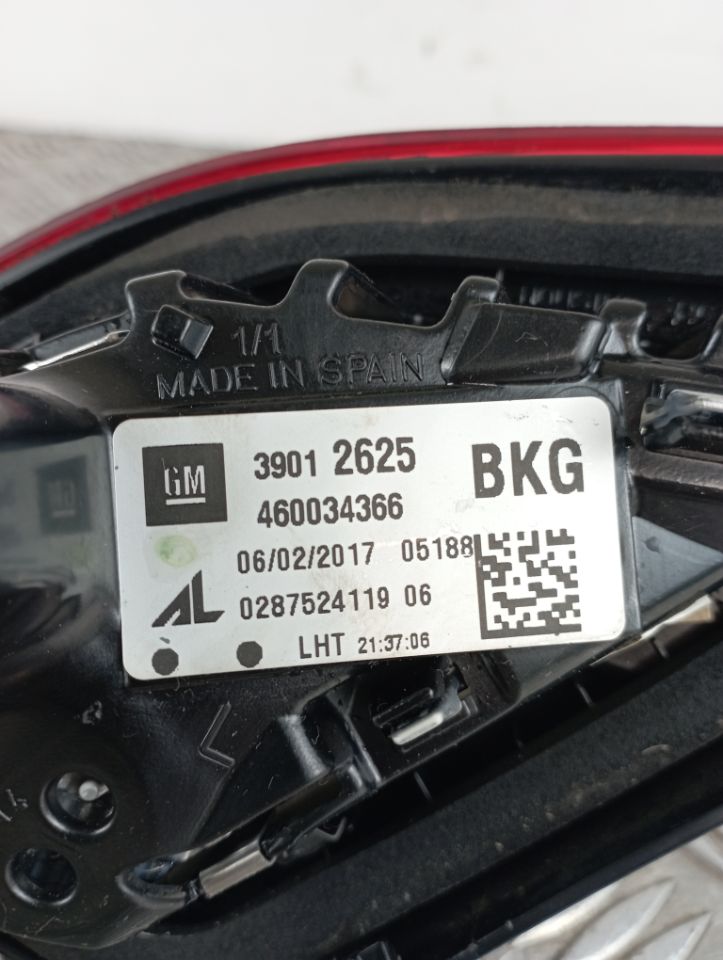 1/1
MADE IN SPAIN
GM
3901 2625
BKG
460034366
06/02/2017 05188
AL
0287524119 06
LHT 21:37:06
L